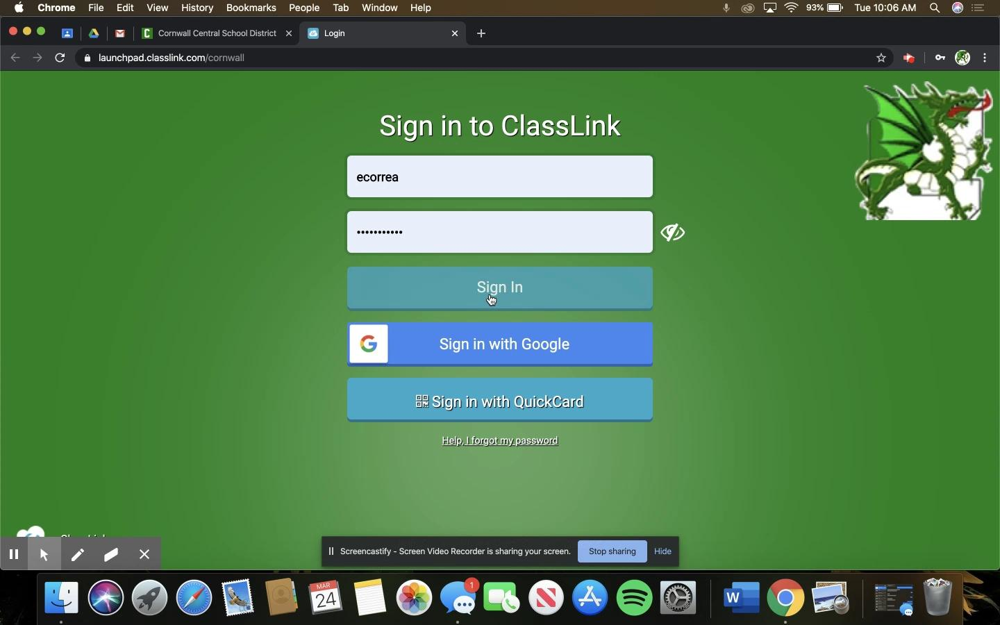 Chrome File Edit View History Bookmarks People Tab Window Help 93% Tue 10:06 AM
Cornwall Central School District Login
launchpad.classlink.com/cornwall
Sign in to ClassLink
ecorrea
•••••••••••
Sign In
G Sign in with Google
Sign in with QuickCard
Help, I forgot my password
Screencastify - Screen Video Recorder is sharing your screen. Stop sharing Hide
MAR
24
1
W